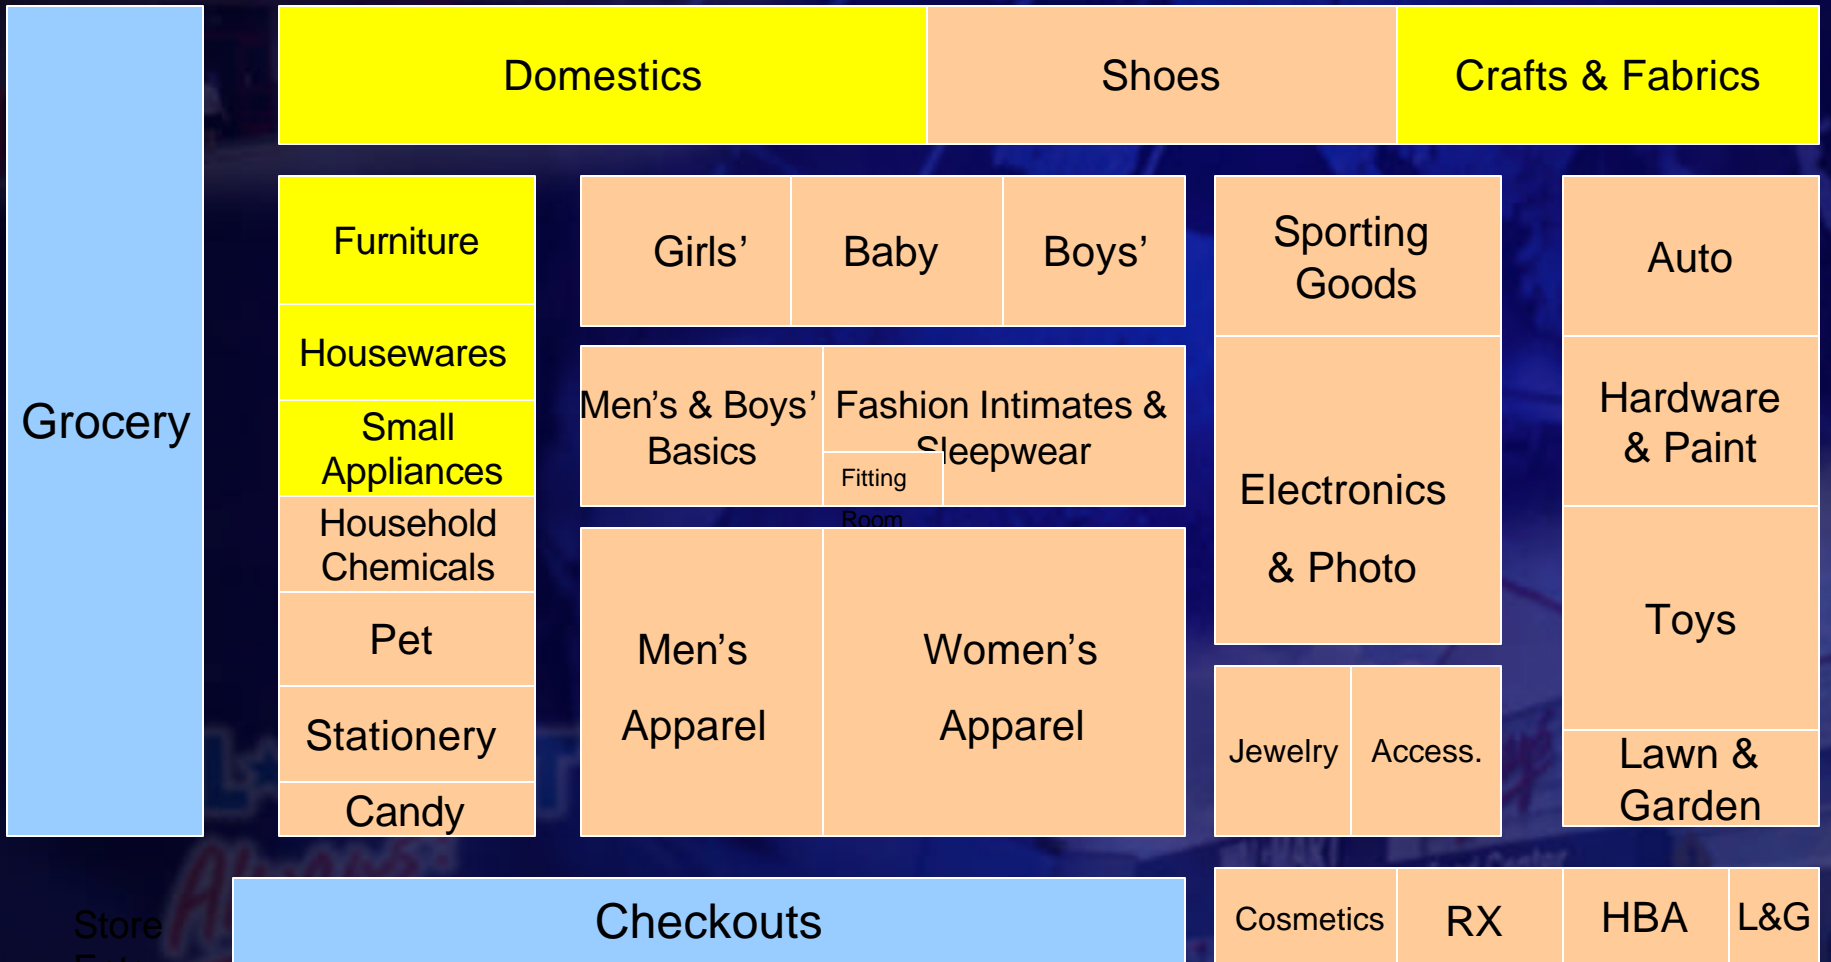 Domestics
Shoes
Crafts & Fabrics
Grocery
Furniture
Housewares
Small
Appliances
Household
Chemicals
Pet
Stationery
Candy
Girls’
Baby
Boys’
Men’s & Boys’
Basics
Fashion Intimates &
Sleepwear
Fitting
Room
Men’s
Apparel
Women’s
Apparel
Sporting
Goods
Electronics
& Photo
Jewelry
Access.
Auto
Hardware
& Paint
Toys
Lawn &
Garden
Store
Checkouts
Cosmetics
RX
HBA
L&G